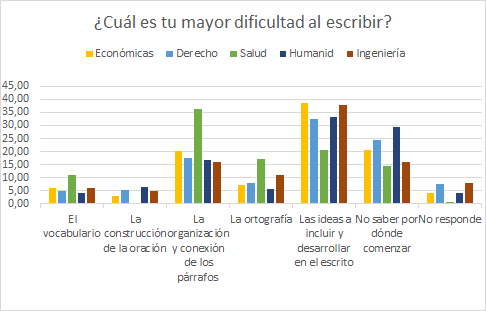 ¿Cuál es tu mayor dificultad al escribir?
Económicas Derecho Salud Humanid Ingeniería
45,00
40,00
35,00
30,00
25,00
20,00
15,00
10,00
5,00
0,00
El
vocabulario
La
construcción
de la oración
La
organización
y conexión
de los
párrafos
La ortografía
Las ideas a
incluir y
desarrollar
en el escrito
No saber por
dónde
comenzar
No responde